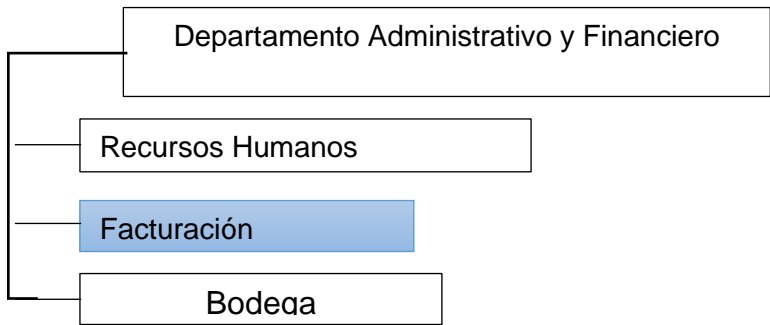 Departamento Administrativo y Financiero
Recursos Humanos
Facturación
Bodega